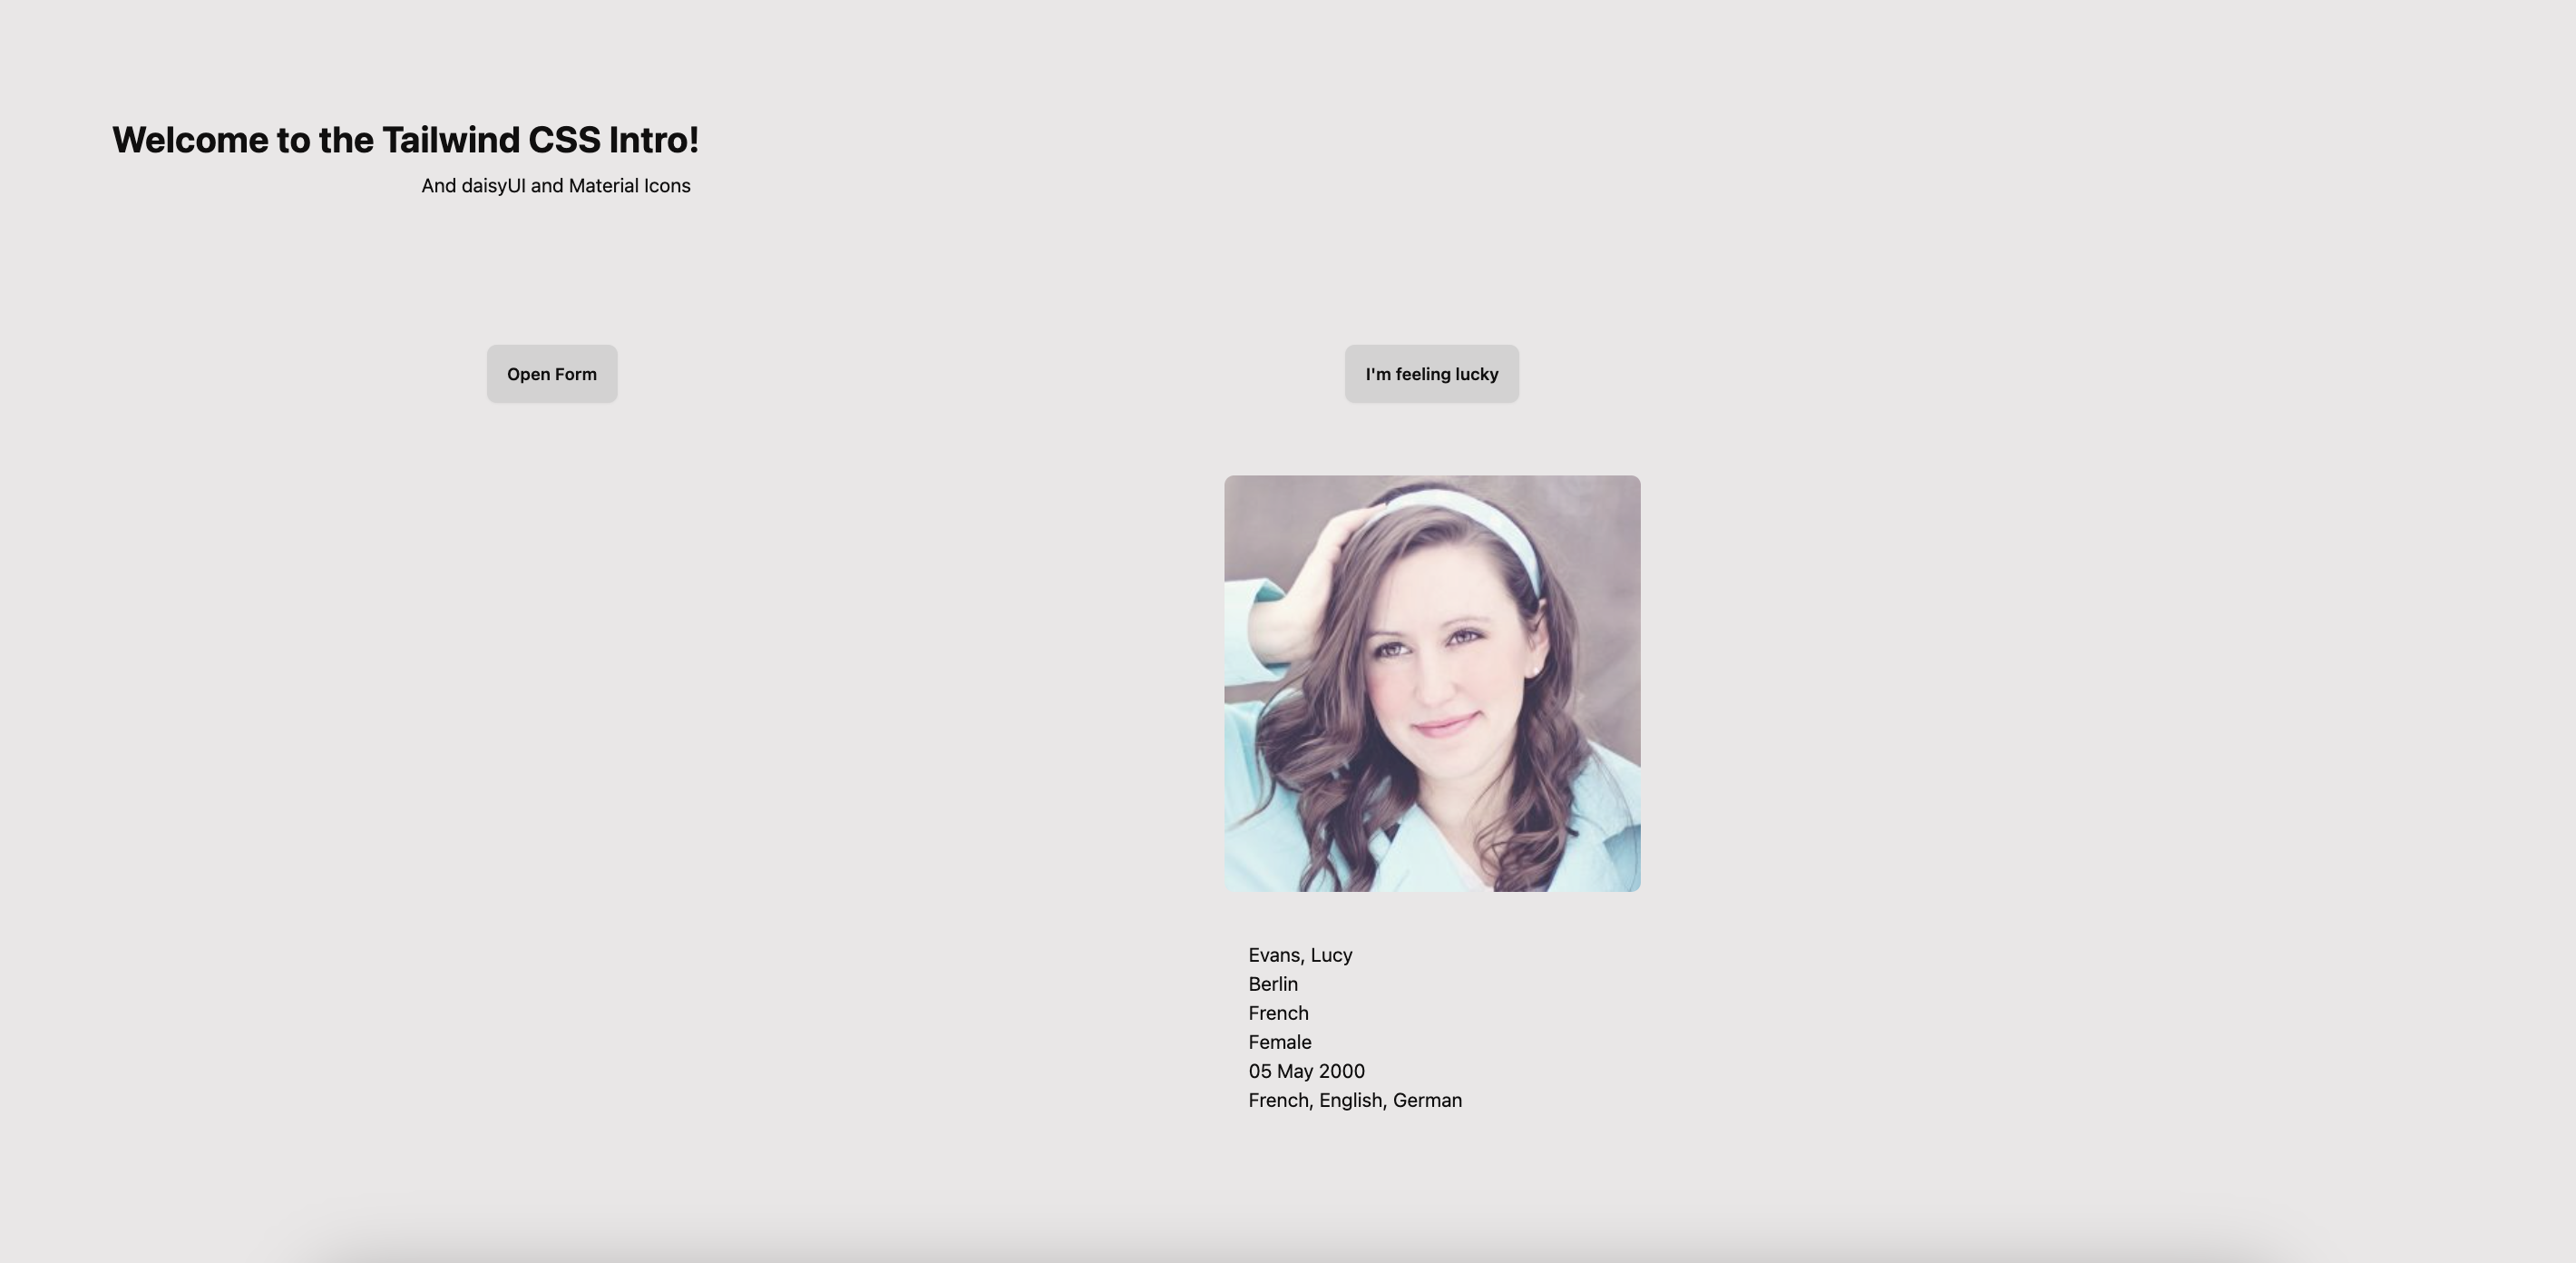 Welcome to the Tailwind CSS Intro!
And daisyUI and Material Icons
Open Form
I'm feeling lucky
Evans, Lucy
Berlin
French
Female
05 May 2000
French, English, German